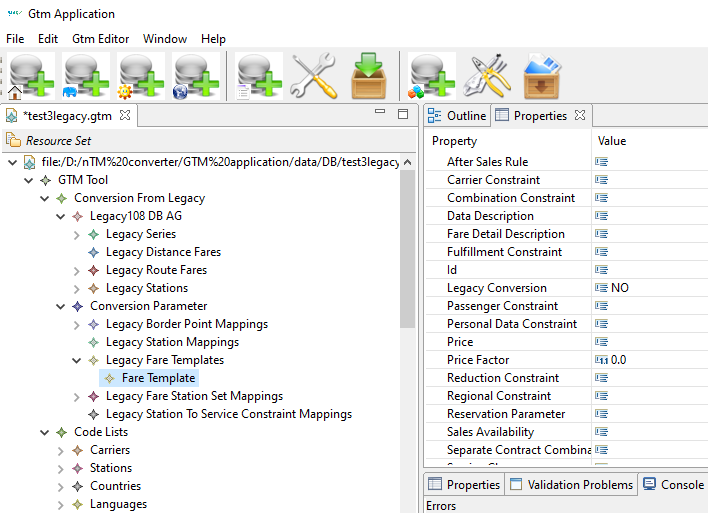 Gtm Application
File Edit Gtm Editor Window Help
*test3legacy.gtm
Resource Set
file:/D:/nTM%20converter/GTM%20application/data/DB/test3legacy
GTM Tool
Conversion From Legacy
Legacy108 DB AG
Legacy Series
Legacy Distance Fares
Legacy Route Fares
Legacy Stations
Conversion Parameter
Legacy Border Point Mappings
Legacy Station Mappings
Legacy Fare Templates
Fare Template
Legacy Fare Station Set Mappings
Legacy Station To Service Constraint Mappings
Code Lists
Carriers
Stations
Countries
Languages
Outline Properties
Property Value
After Sales Rule
Carrier Constraint
Combination Constraint
Data Description
Fare Detail Description
Fulfillment Constraint
Id
Legacy Conversion NO
Passenger Constraint
Personal Data Constraint
Price
Price Factor 1.1 0.0
Reduction Constraint
Regional Constraint
Reservation Parameter
Sales Availability
Separate Contract Combina
Properties Validation Problems Console
Errors